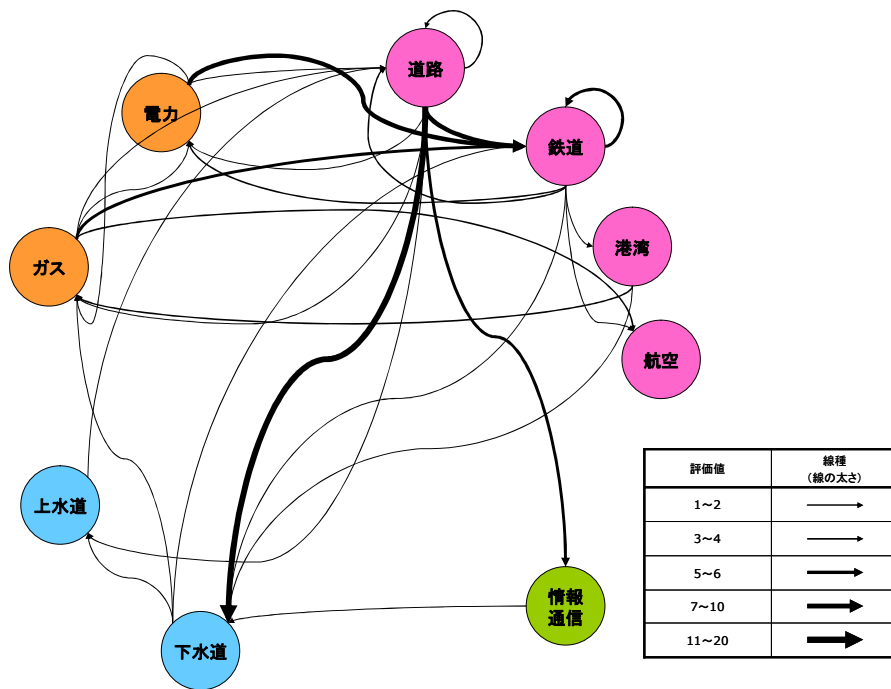 道路
電力
鉄道
港湾
ガス
航空
上水道
下水道
情報
通信
評価値
線種
（線の太さ）
1～2
3～4
5～6
7～10
11～20